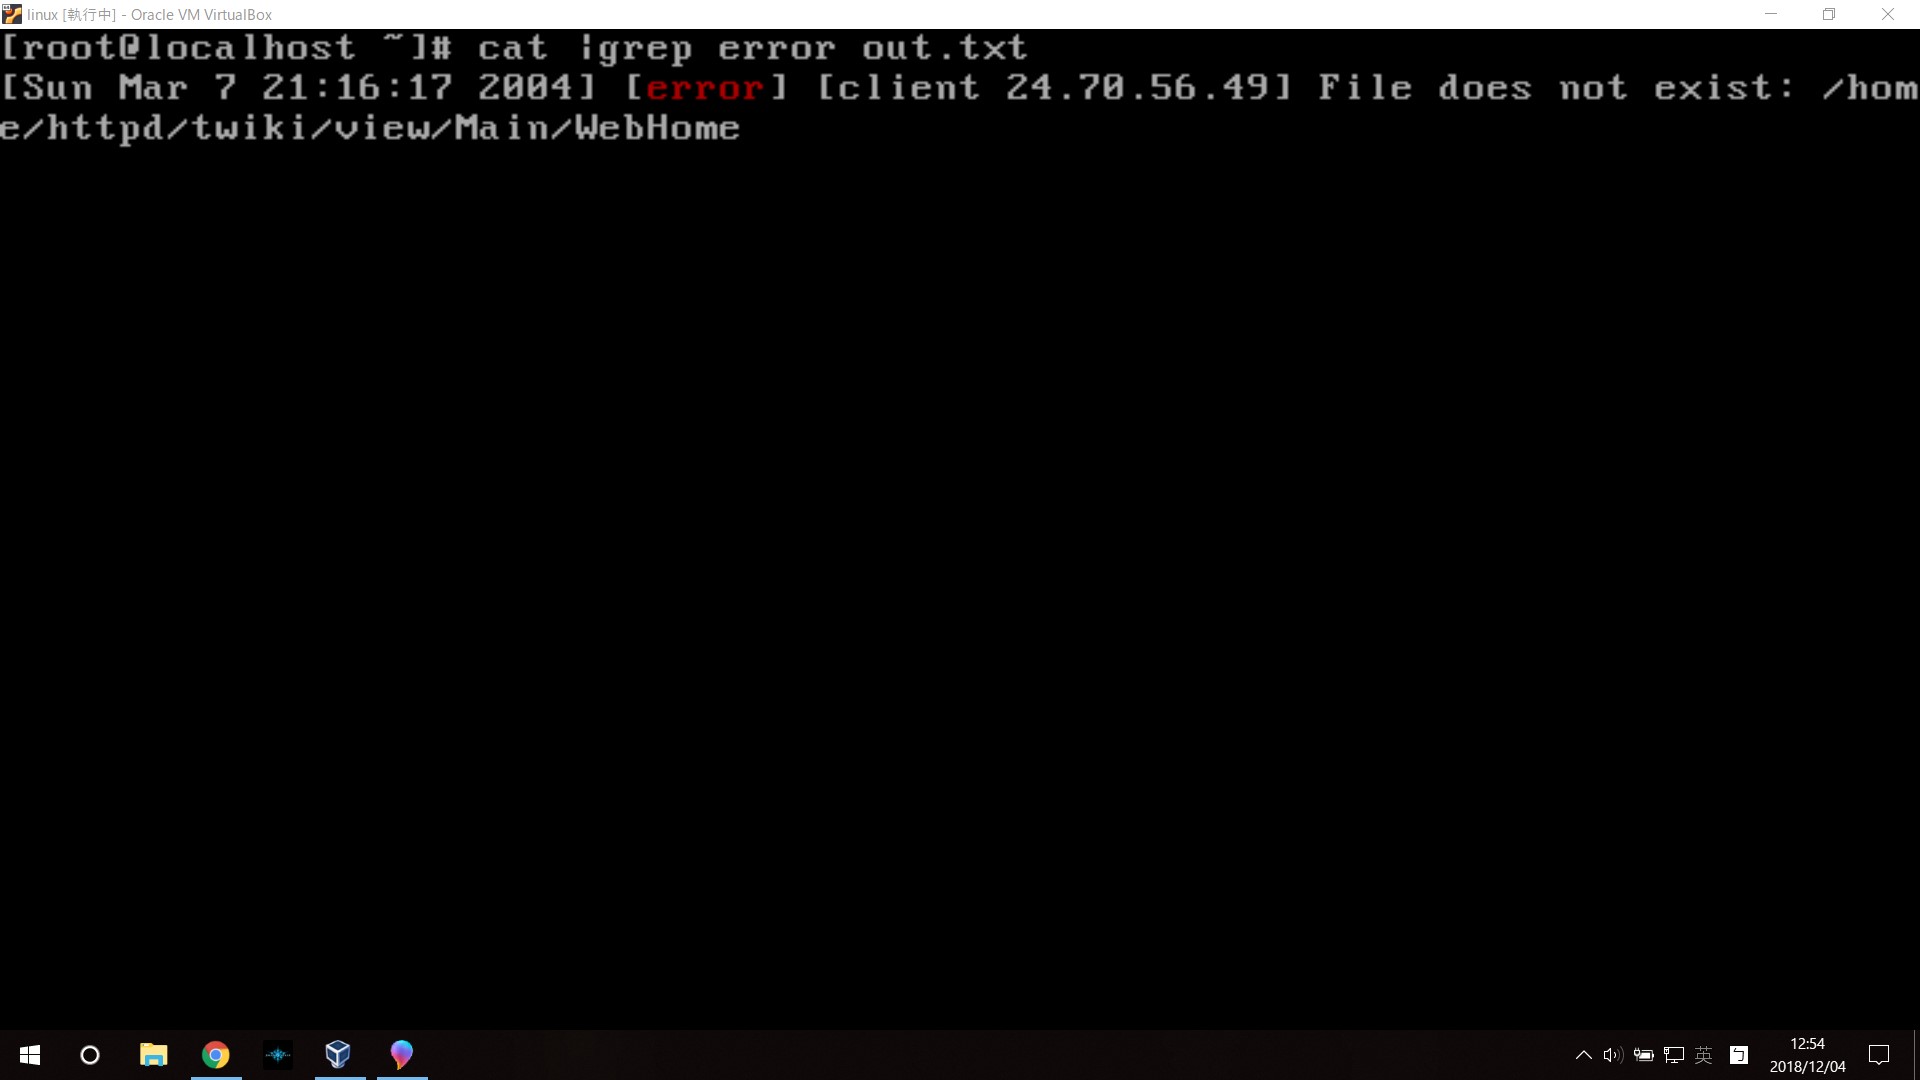 linux [執行中] - Oracle VM VirtualBox
[root@localhost ~]# cat |grep error out.txt
[Sun Mar 7 21:16:17 2004] [error] [client 24.70.56.49] File does not exist: /hom
e/httpd/twiki/view/Main/WebHome
英
12:54
2018/12/04